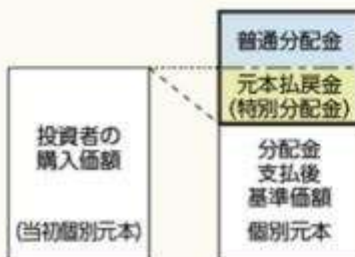 投資者の
購入価額
(当初個別元本)
普通分配金
元本払戻金
(特別分配金)
分配金
支払後
基準価額
個別元本